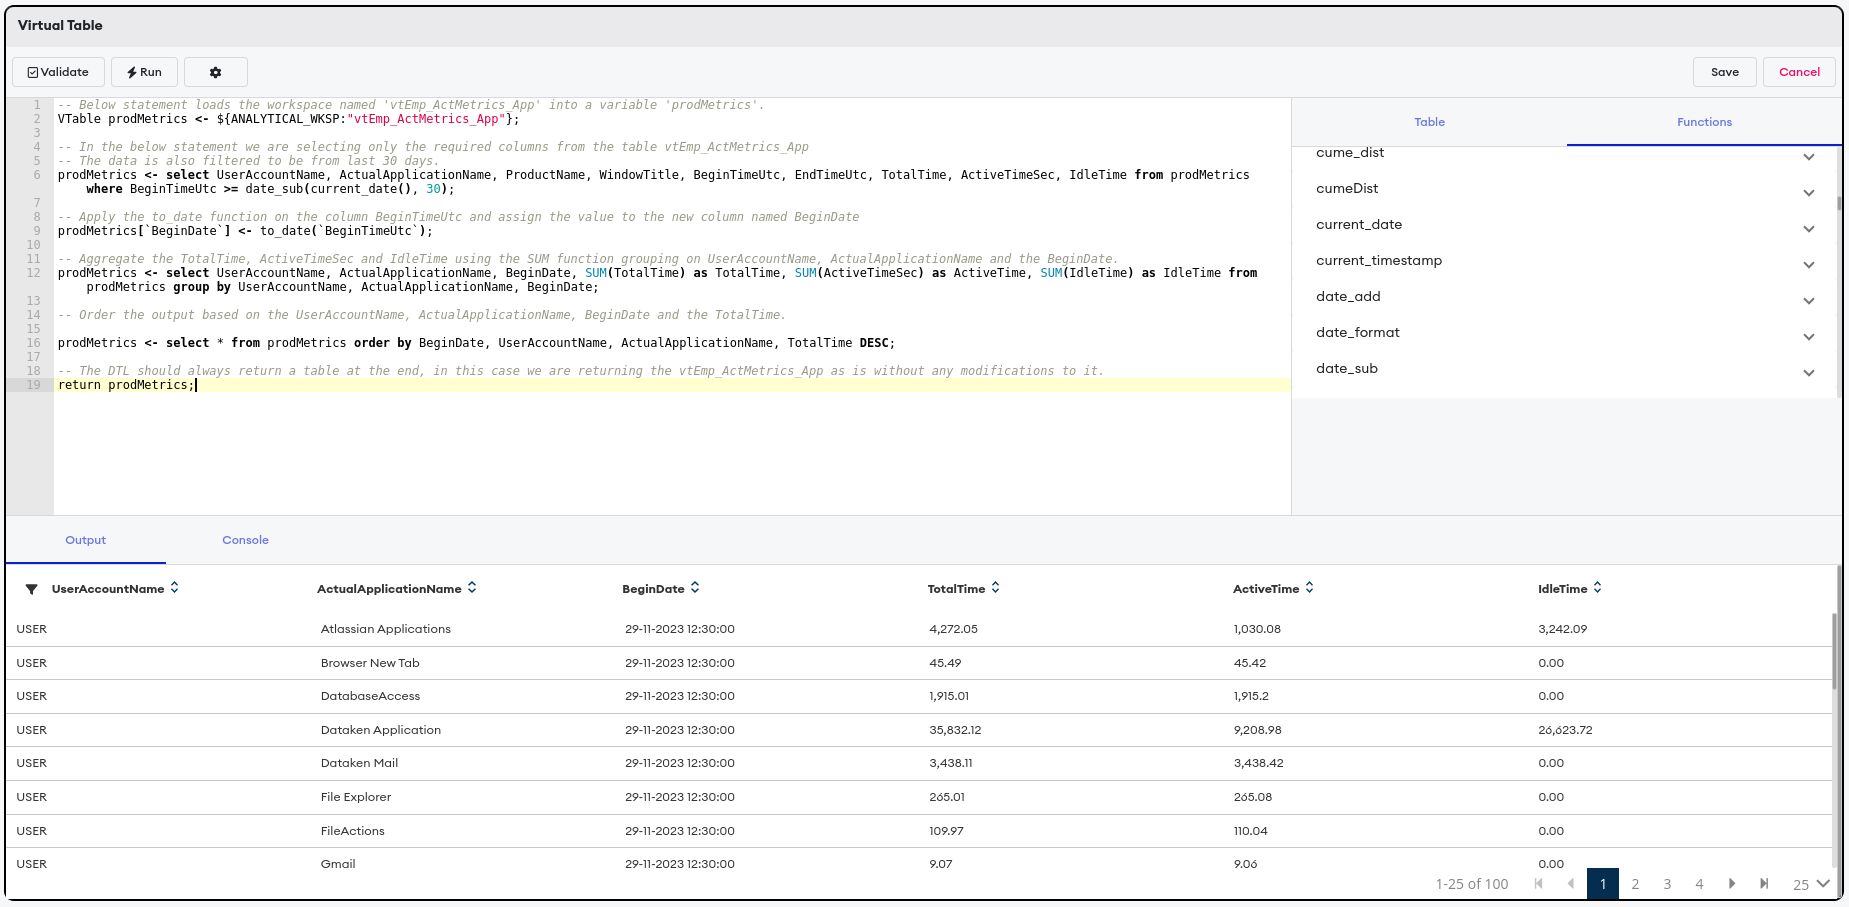 Virtual Table
Validate Run Save Cancel
1 -- Below statement loads the workspace named 'vtEmp_ActMetrics_App' into a variable 'prodMetrics'.
2 VTable prodMetrics <- ${ANALYTICAL_WKSP:"vtEmp_ActMetrics_App"};
3
4 -- In the below statement we are selecting only the required columns from the table vtEmp_ActMetrics_App
5 -- The data is also filtered to be from last 30 days.
6 prodMetrics <- select UserAccountName, ActualApplicationName, ProductName, WindowTitle, BeginTimeUtc, EndTimeUtc, TotalTime, ActiveTimeSec, IdleTime from prodMetrics
where BeginTimeUtc >= date_sub(current_date(), 30);
7
8 -- Apply the to_date function on the column BeginTimeUtc and assign the value to the new column named BeginDate
9 prodMetrics[`BeginDate`] <- to_date(`BeginTimeUtc`);
10
11 -- Aggregate the TotalTime, ActiveTimeSec and IdleTime using the SUM function grouping on UserAccountName, ActualApplicationName and the BeginDate.
12 prodMetrics <- select UserAccountName, ActualApplicationName, BeginDate, SUM(TotalTime) as TotalTime, SUM(ActiveTimeSec) as ActiveTime, SUM(IdleTime) as IdleTime from
prodMetrics group by UserAccountName, ActualApplicationName, BeginDate;
13
14 -- Order the output based on the UserAccountName, ActualApplicationName, BeginDate and the TotalTime.
15
16 prodMetrics <- select * from prodMetrics order by BeginDate, UserAccountName, ActualApplicationName, TotalTime DESC;
17
18 -- The DTL should always return a table at the end, in this case we are returning the vtEmp_ActMetrics_App as is without any modifications to it.
19 return prodMetrics;
Table Functions
cume_dist
cumeDist
current_date
current_timestamp
date_add
date_format
date_sub
Output Console
UserAccountName ActualApplicationName BeginDate TotalTime ActiveTime IdleTime
USER Atlassian Applications 29-11-2023 12:30:00 4,272.05 1,030.08 3,242.09
USER Browser New Tab 29-11-2023 12:30:00 45.49 45.42 0.00
USER DatabaseAccess 29-11-2023 12:30:00 1,915.01 1,915.2 0.00
USER Dataken Application 29-11-2023 12:30:00 35,832.12 9,208.98 26,623.72
USER Dataken Mail 29-11-2023 12:30:00 3,438.11 3,438.42 0.00
USER File Explorer 29-11-2023 12:30:00 265.01 265.08 0.00
USER FileActions 29-11-2023 12:30:00 109.97 110.04 0.00
USER Gmail 29-11-2023 12:30:00 9.07 9.06 0.00
1-25 of 100 1 2 3 4 25